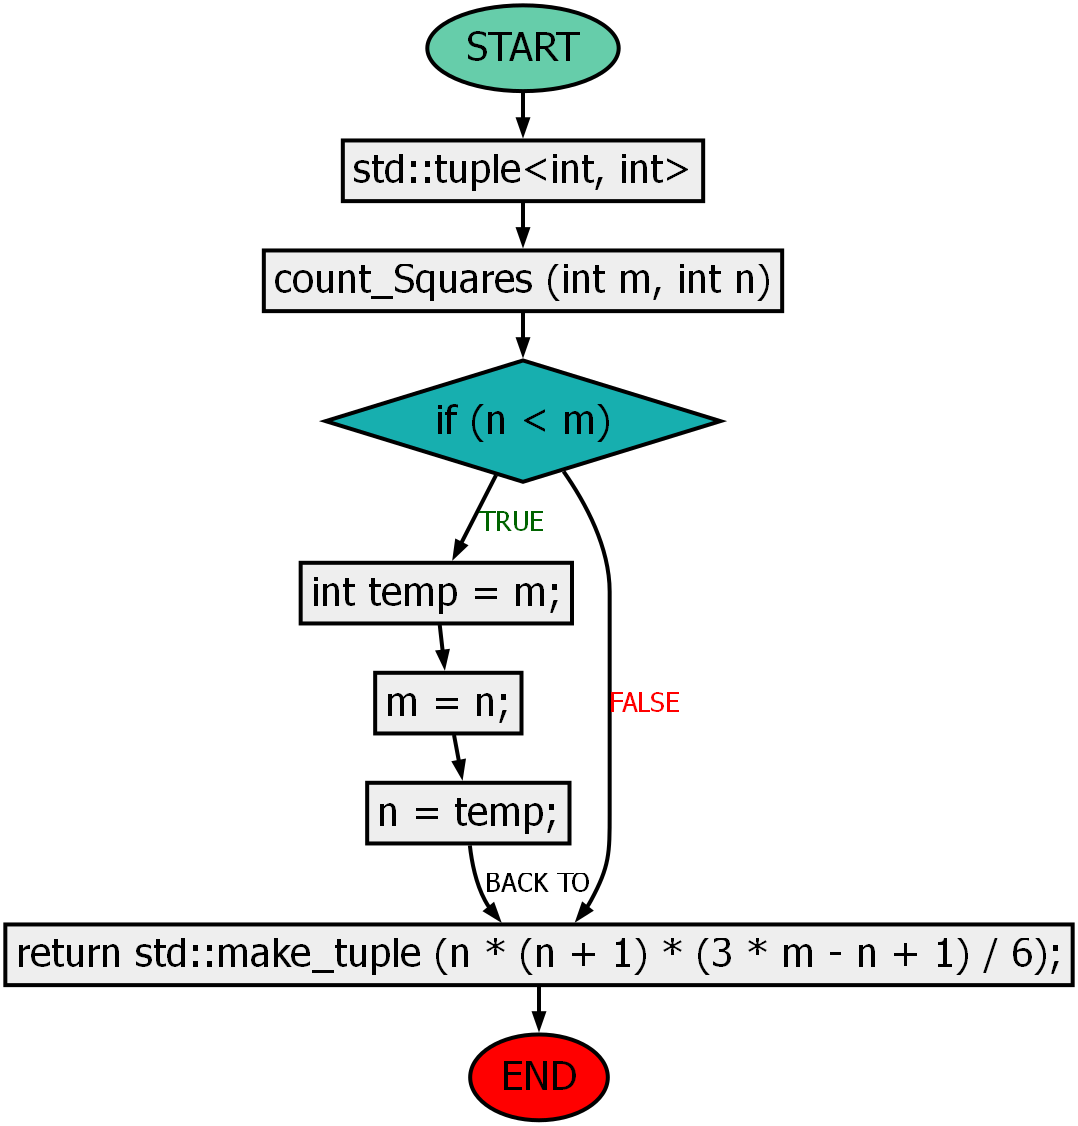 START
std::tuple<int, int>
count_Squares (int m, int n)
if (n < m)
TRUE
int temp = m;
m = n;
FALSE
n = temp;
BACK TO
return std::make_tuple (n * (n + 1) * (3 * m - n + 1) / 6);
END